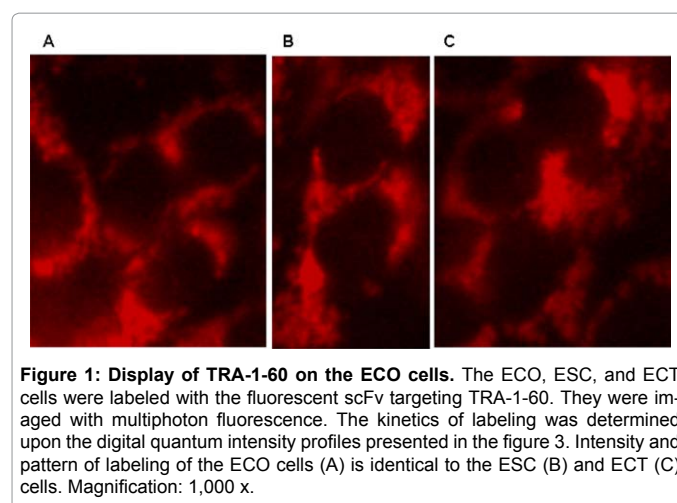 A B C
Figure 1: Display of TRA-1-60 on the ECO cells. The ECO, ESC, and ECT
cells were labeled with the fluorescent scFv targeting TRA-1-60. They were im-
aged with multiphoton fluorescence. The kinetics of labeling was determined
upon the digital quantum intensity profiles presented in the figure 3. Intensity and
pattern of labeling of the ECO cells (A) is identical to the ESC (B) and ECT (C)
cells. Magnification: 1,000 x.